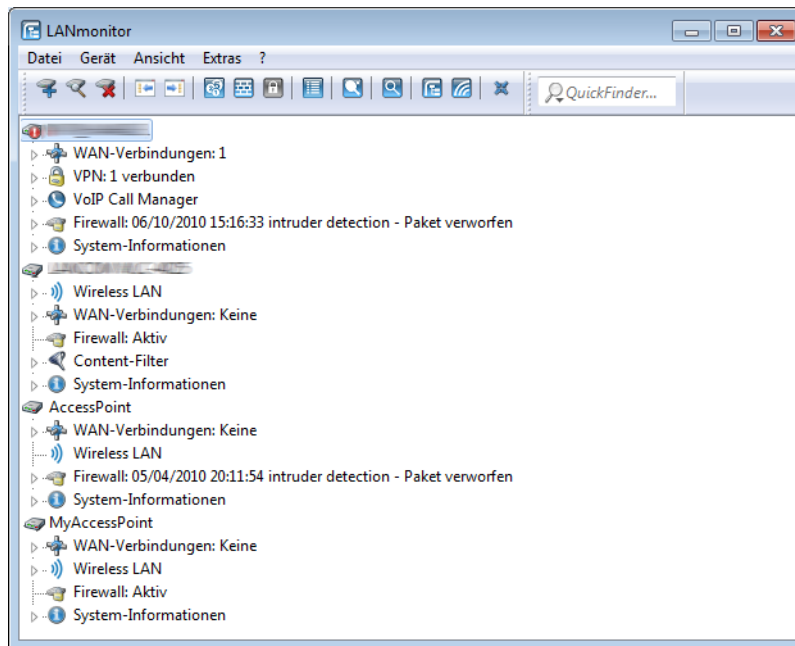 LANmonitor
Datei Gerät Ansicht Extras ?
QuickFinder...
WAN-Verbindungen: 1
VPN: 1 verbunden
VoIP Call Manager
Firewall: 06/10/2010 15:16:33 intruder detection - Paket verworfen
System-Informationen
Wireless LAN
WAN-Verbindungen: Keine
Firewall: Aktiv
Content-Filter
System-Informationen
AccessPoint
WAN-Verbindungen: Keine
Wireless LAN
Firewall: 05/04/2010 20:11:54 intruder detection - Paket verworfen
System-Informationen
MyAccessPoint
WAN-Verbindungen: Keine
Wireless LAN
Firewall: Aktiv
System-Informationen